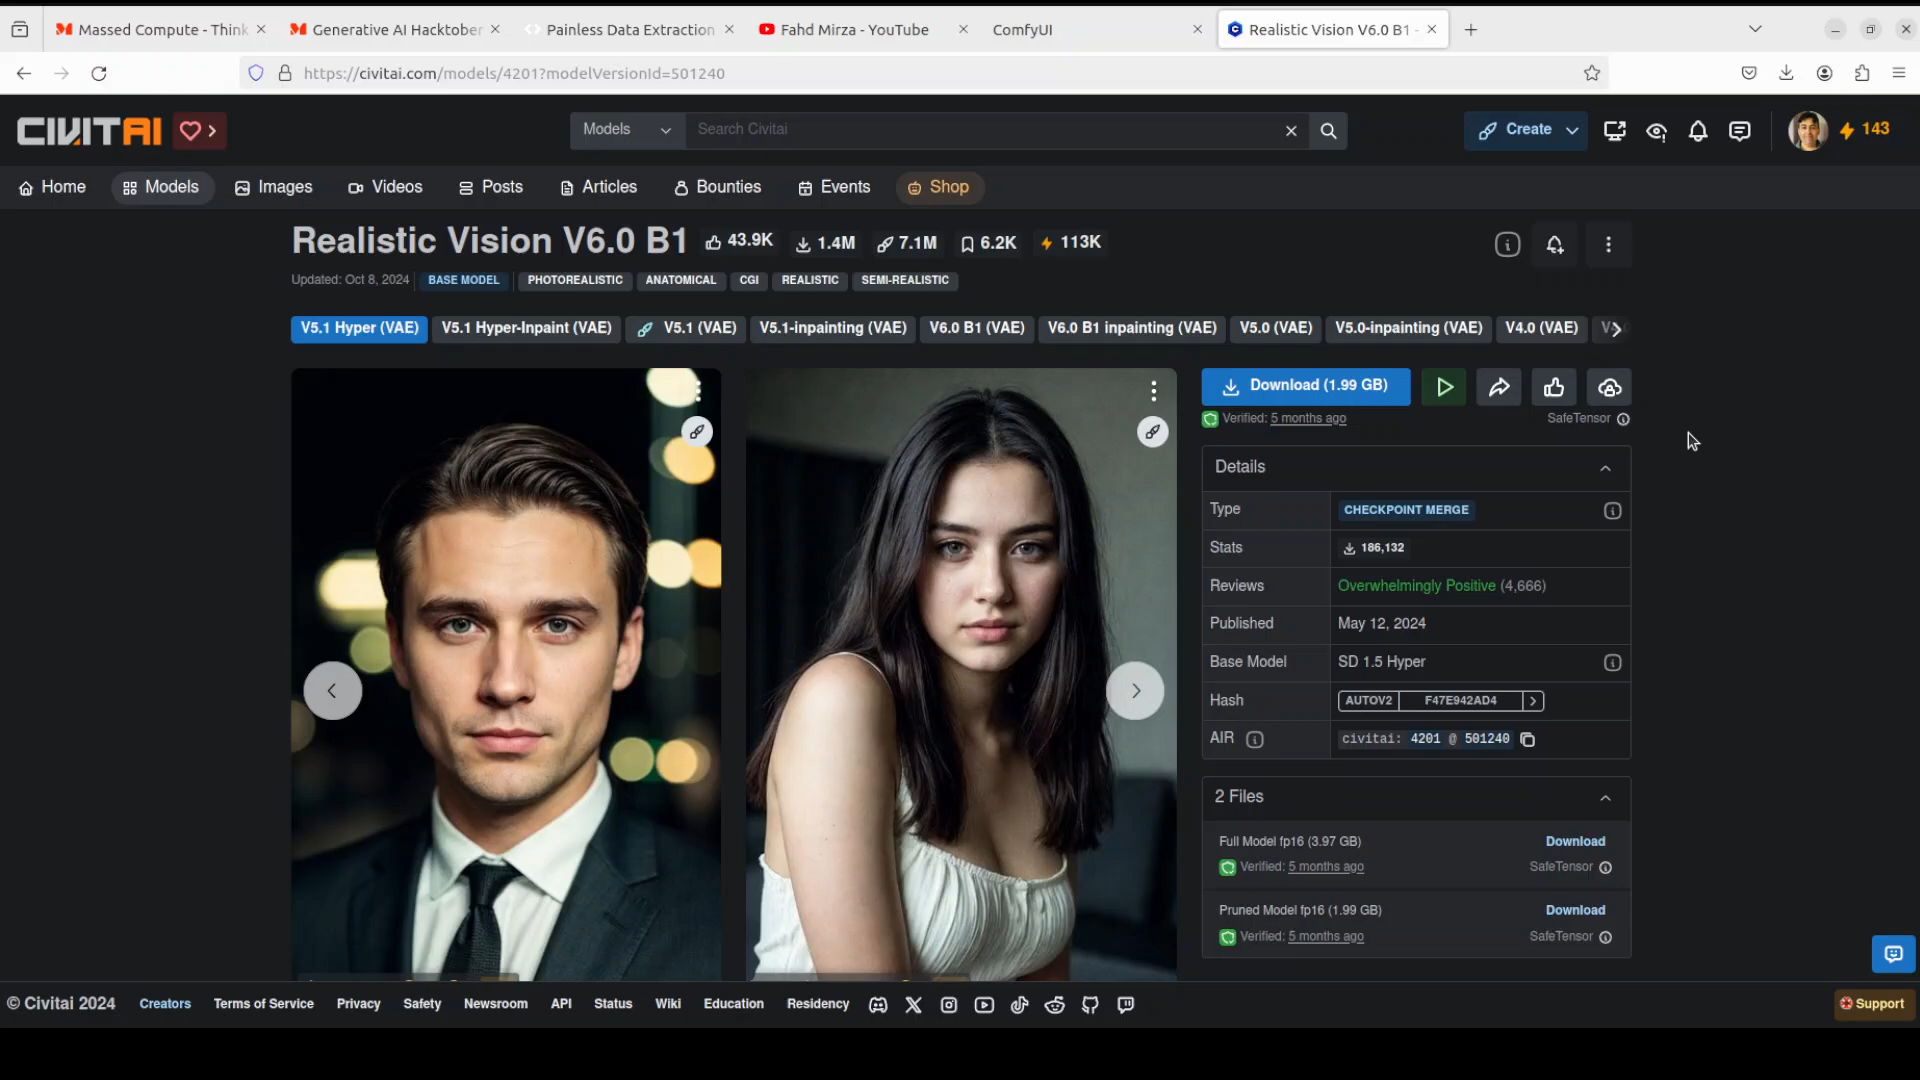 Massed Compute - Think
Generative AI Hacktober
Painless Data Extraction
Fahd Mirza - YouTube
ComfyUI
Realistic Vision V6.0 B1 -
https://civitai.com/models/4201?modelVersionId=501240
CIVITAI
Models
Search Civitai
Create
143
Home
Models
Images
Videos
Posts
Articles
Bounties
Events
Shop
Realistic Vision V6.0 B1 43.9K 1.4M 7.1M 6.2K 113K
Updated: Oct 8, 2024 BASE MODEL PHOTOREALISTIC ANATOMICAL CGI REALISTIC SEMI-REALISTIC
V5.1 Hyper (VAE) V5.1 Hyper-Inpaint (VAE) V5.1 (VAE) V5.1-inpainting (VAE) V6.0 B1 (VAE) V6.0 B1 inpainting (VAE) V5.0 (VAE) V5.0-inpainting (VAE) V4.0 (VAE)
Download (1.99 GB)
Verified: 5 months ago SafeTensor
Details
Type CHECKPOINT MERGE
Stats 186,132
Reviews Overwhelmingly Positive (4,666)
Published May 12, 2024
Base Model SD 1.5 Hyper
Hash AUTOV2 F47E942AD4
AIR civitai: 4201 @ 501240
2 Files
Full Model fp16 (3.97 GB) Download
Verified: 5 months ago SafeTensor
Pruned Model fp16 (1.99 GB) Download
Verified: 5 months ago SafeTensor
© Civitai 2024 Creators Terms of Service Privacy Safety Newsroom API Status Wiki Education Residency
Support